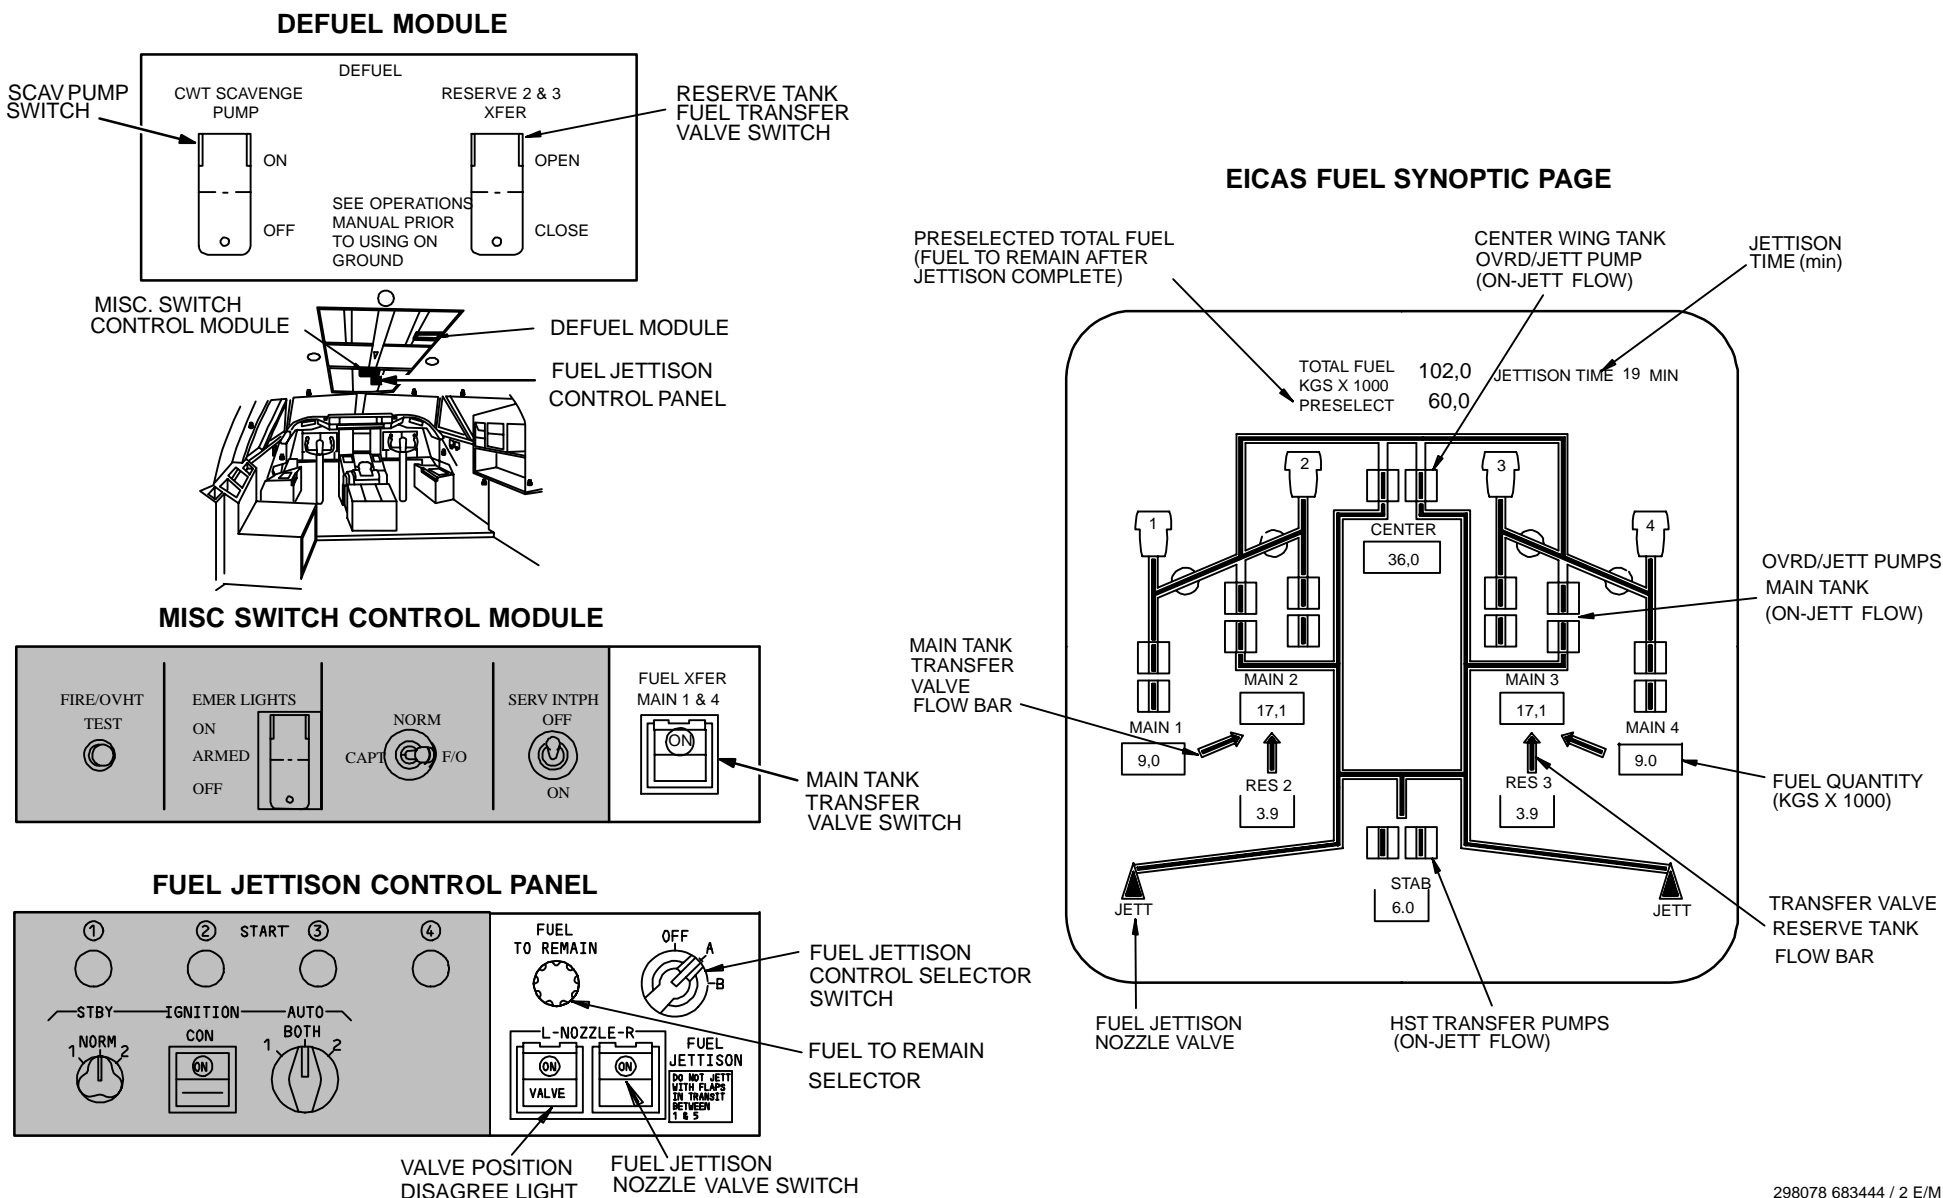 DEFUEL MODULE
DEFUEL
SCAV PUMP
SWITCH
CWT SCAVENGE
PUMP
ON
OFF
RESERVE 2 & 3
XFER
OPEN
CLOSE
SEE OPERATIONS
MANUAL PRIOR
TO USING ON
GROUND
RESERVE TANK
FUEL TRANSFER
VALVE SWITCH
MISC. SWITCH
CONTROL MODULE
DEFUEL MODULE
FUEL JETTISON
CONTROL PANEL
MISC SWITCH CONTROL MODULE
FIRE/OVHT
TEST
EMER LIGHTS
ON
ARMED
OFF
NORM
CAPT
F/O
SERV INTPH
OFF
ON
FUEL XFER
MAIN 1 & 4
ON
MAIN TANK
TRANSFER
VALVE SWITCH
FUEL JETTISON CONTROL PANEL
1 2 START 3 4
STBY IGNITION AUTO
1 NORM 2
CON
ON
1 BOTH 2
FUEL
TO REMAIN
OFF
A
B
L-NOZZLE-R
ON
VALVE
ON
FUEL
JETTISON
DO NOT JETT
WITH FLAPS
IN TRANSIT
BETWEEN
1 & 5
FUEL JETTISON
CONTROL SELECTOR
SWITCH
FUEL TO REMAIN
SELECTOR
VALVE POSITION
DISAGREE LIGHT
FUEL JETTISON
NOZZLE VALVE SWITCH
EICAS FUEL SYNOPTIC PAGE
PRESELECTED TOTAL FUEL
(FUEL TO REMAIN AFTER
JETTISON COMPLETE)
CENTER WING TANK
OVRD/JETT PUMP
(ON-JETT FLOW)
JETTISON
TIME (min)
TOTAL FUEL 102,0 JETTISON TIME 19 MIN
KGS X 1000
PRESELECT 60,0
2
3
1
4
CENTER
36,0
OVRD/JETT PUMPS
MAIN TANK
(ON-JETT FLOW)
MAIN TANK
TRANSFER
VALVE
FLOW BAR
MAIN 2
17,1
MAIN 3
17,1
MAIN 1
9,0
MAIN 4
9.0
RES 2
3.9
RES 3
3.9
FUEL QUANTITY
(KGS X 1000)
STAB
6.0
JETT
JETT
TRANSFER VALVE
RESERVE TANK
FLOW BAR
FUEL JETTISON
NOZZLE VALVE
HST TRANSFER PUMPS
(ON-JETT FLOW)
298078 683444 / 2 E/M